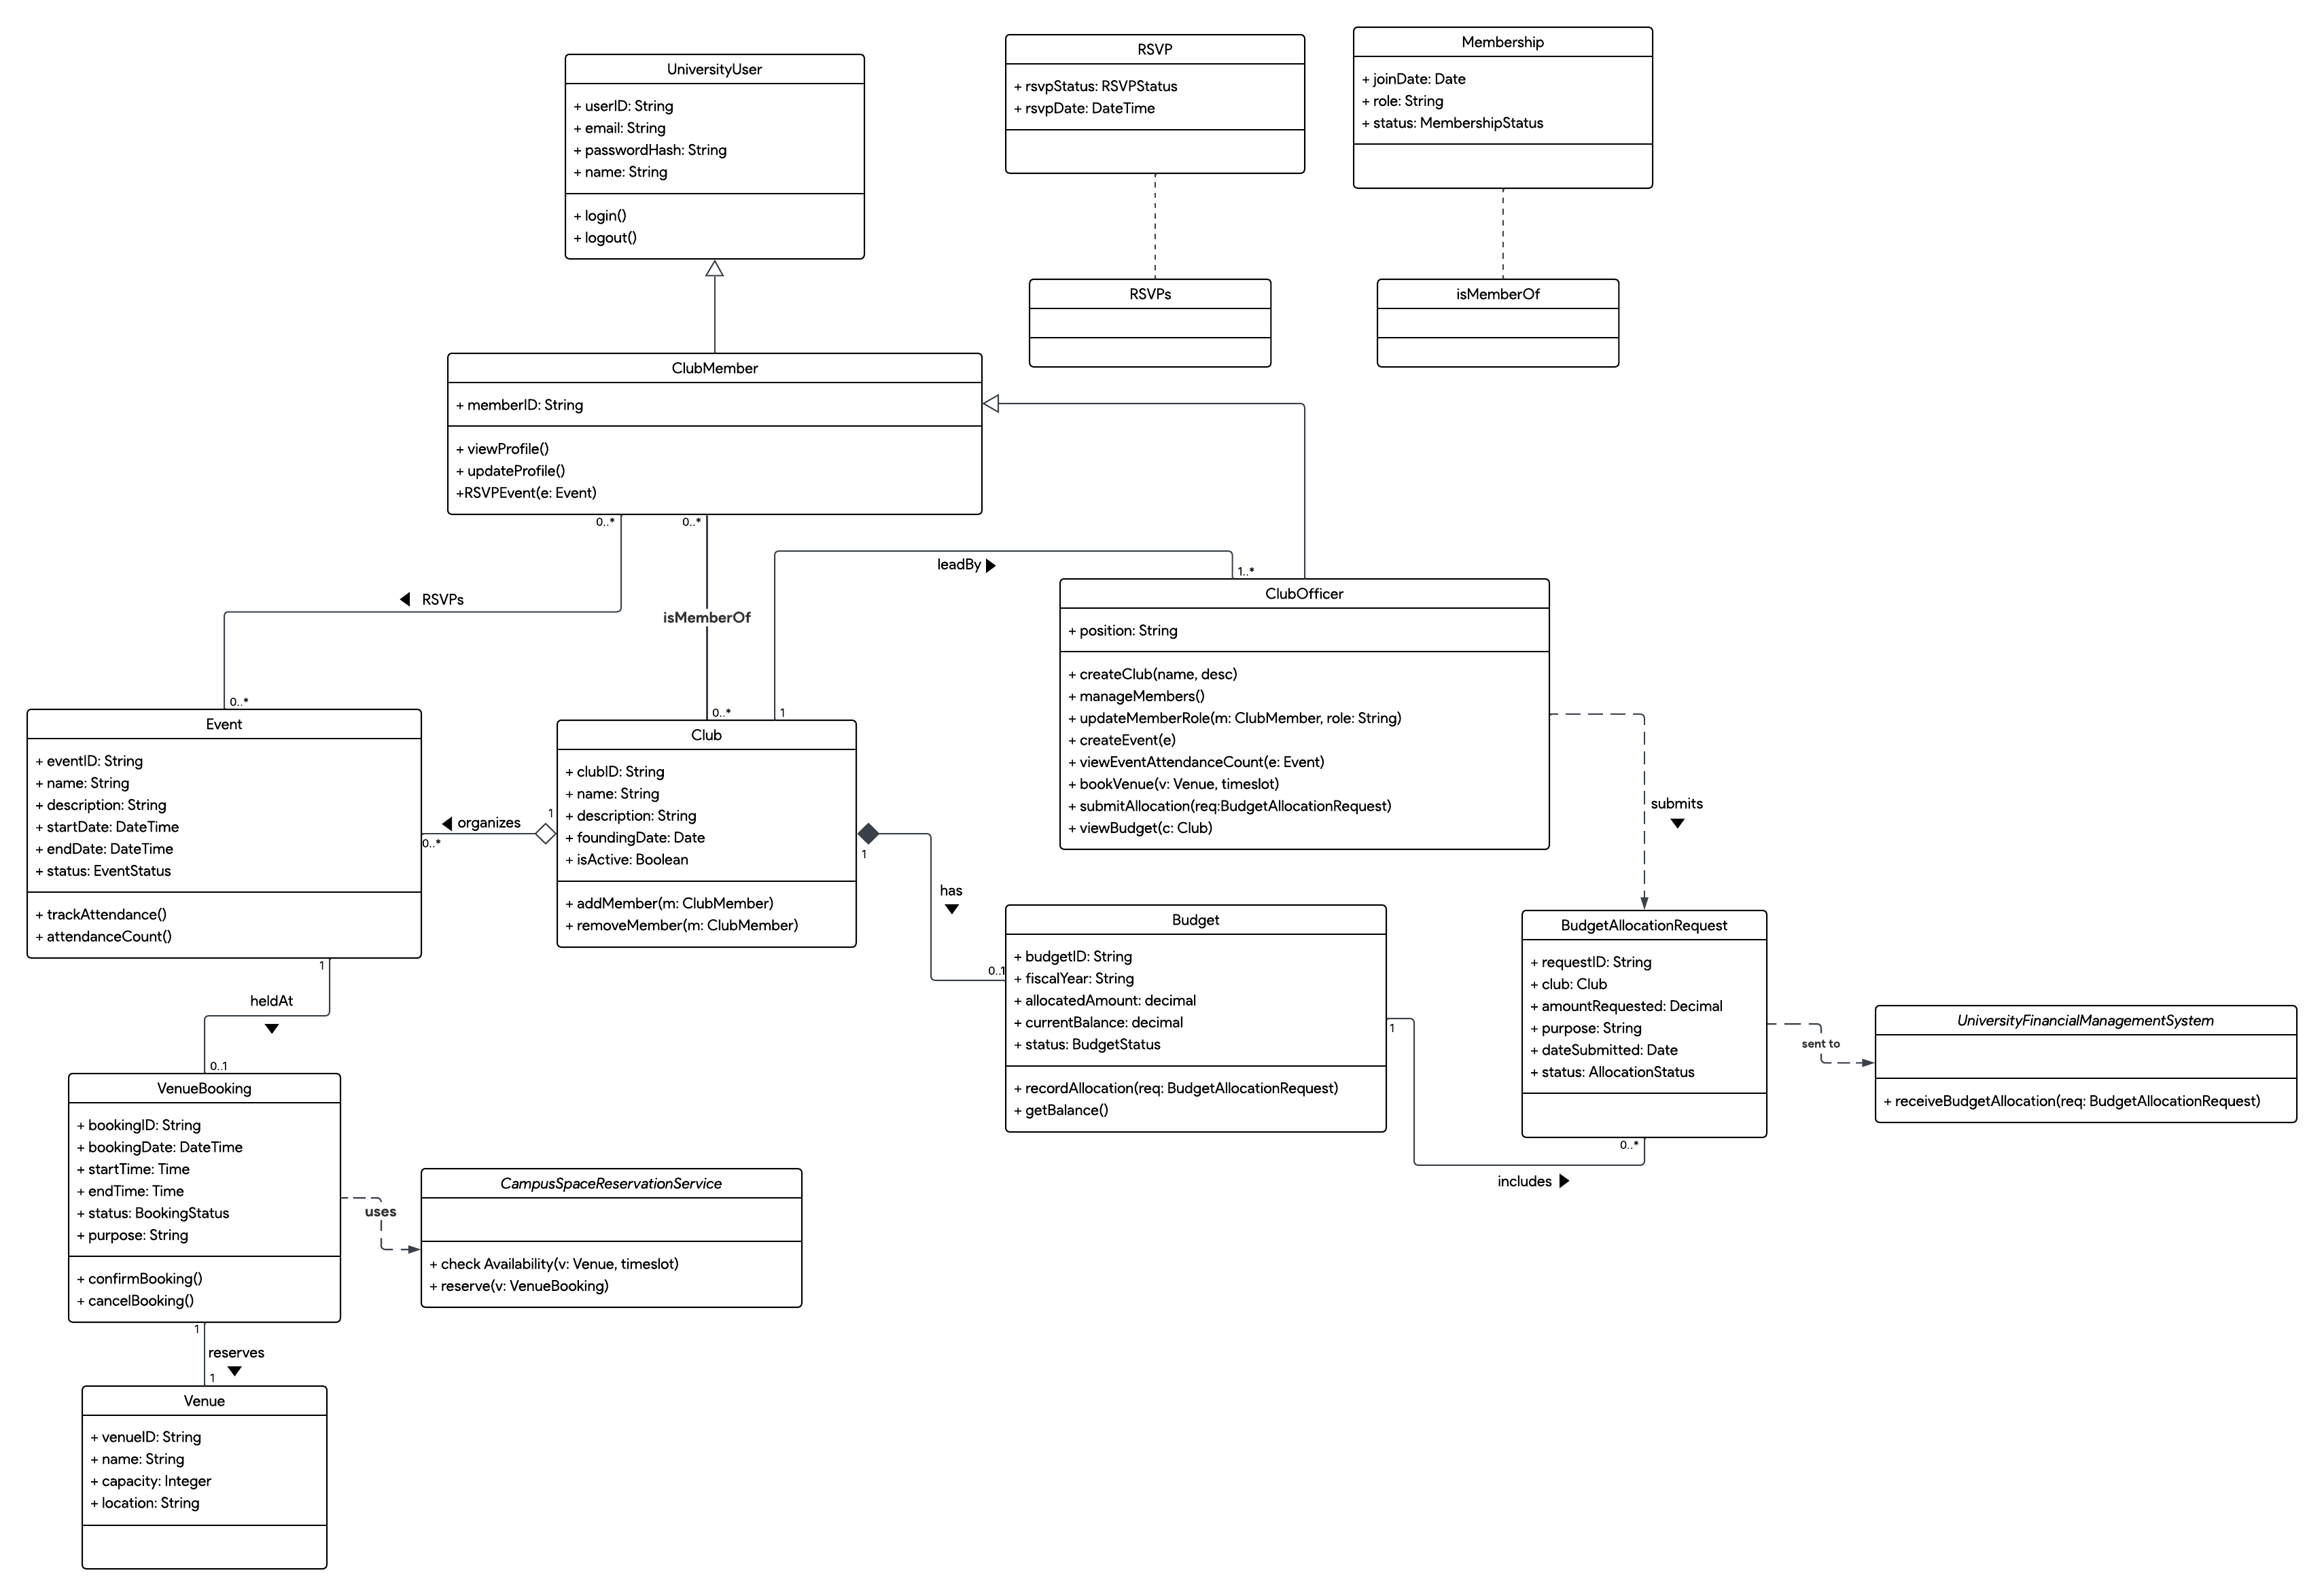 UniversityUser
+ userID: String
+ email: String
+ passwordHash: String
+ name: String
+ login()
+ logout()
RSVP
+ rsvpStatus: RSVPStatus
+ rsvpDate: DateTime
Membership
+ joinDate: Date
+ role: String
+ status: MembershipStatus
RSVPs
isMemberOf
ClubMember
+ memberID: String
+ viewProfile()
+ updateProfile()
+RSVPEvent(e: Event)
0..*
0..*
leadBy
1..*
RSVPs
isMemberOf
0..*
0..*
1
ClubOfficer
+ position: String
+ createClub(name, desc)
+ manageMembers()
+ updateMemberRole(m: ClubMember, role: String)
+ createEvent(e)
+ viewEventAttendanceCount(e: Event)
+ bookVenue(v: Venue, timeslot)
+ submitAllocation(req:BudgetAllocationRequest)
+ viewBudget(c: Club)
submits
Event
+ eventID: String
+ name: String
+ description: String
+ startDate: DateTime
+ endDate: DateTime
+ status: EventStatus
+ trackAttendance()
+ attendanceCount()
organizes
1
0..*
Club
+ clubID: String
+ name: String
+ description: String
+ foundingDate: Date
+ isActive: Boolean
+ addMember(m: ClubMember)
+ removeMember(m: ClubMember)
1
has
0..1
Budget
+ budgetID: String
+ fiscalYear: String
+ allocatedAmount: decimal
+ currentBalance: decimal
+ status: BudgetStatus
+ recordAllocation(req: BudgetAllocationRequest)
+ getBalance()
1
BudgetAllocationRequest
+ requestID: String
+ club: Club
+ amountRequested: Decimal
+ purpose: String
+ dateSubmitted: Date
+ status: AllocationStatus
0..*
includes
sent to
UniversityFinancialManagementSystem
+ receiveBudgetAllocation(req: BudgetAllocationRequest)
1
heldAt
0..1
VenueBooking
+ bookingID: String
+ bookingDate: DateTime
+ startTime: Time
+ endTime: Time
+ status: BookingStatus
+ purpose: String
+ confirmBooking()
+ cancelBooking()
uses
CampusSpaceReservationService
+ check Availability(v: Venue, timeslot)
+ reserve(v: VenueBooking)
1
reserves
1
Venue
+ venueID: String
+ name: String
+ capacity: Integer
+ location: String